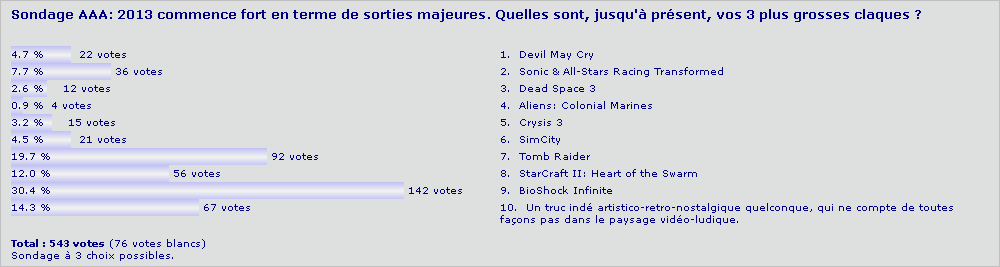 Sondage AAA: 2013 commence fort en terme de sorties majeures. Quelles sont, jusqu'à présent, vos 3 plus grosses claques ?
4.7 % 22 votes 1. Devil May Cry
7.7 % 36 votes 2. Sonic & All-Stars Racing Transformed
2.6 % 12 votes 3. Dead Space 3
0.9 % 4 votes 4. Aliens: Colonial Marines
3.2 % 15 votes 5. Crysis 3
4.5 % 21 votes 6. SimCity
19.7 % 92 votes 7. Tomb Raider
12.0 % 56 votes 8. StarCraft II: Heart of the Swarm
30.4 % 142 votes 9. BioShock Infinite
14.3 % 67 votes 10. Un truc indé artistico-retro-nostalgique quelconque, qui ne compte de toutes
façons pas dans le paysage vidéo-ludique.
Total : 543 votes (76 votes blancs)
Sondage à 3 choix possibles.